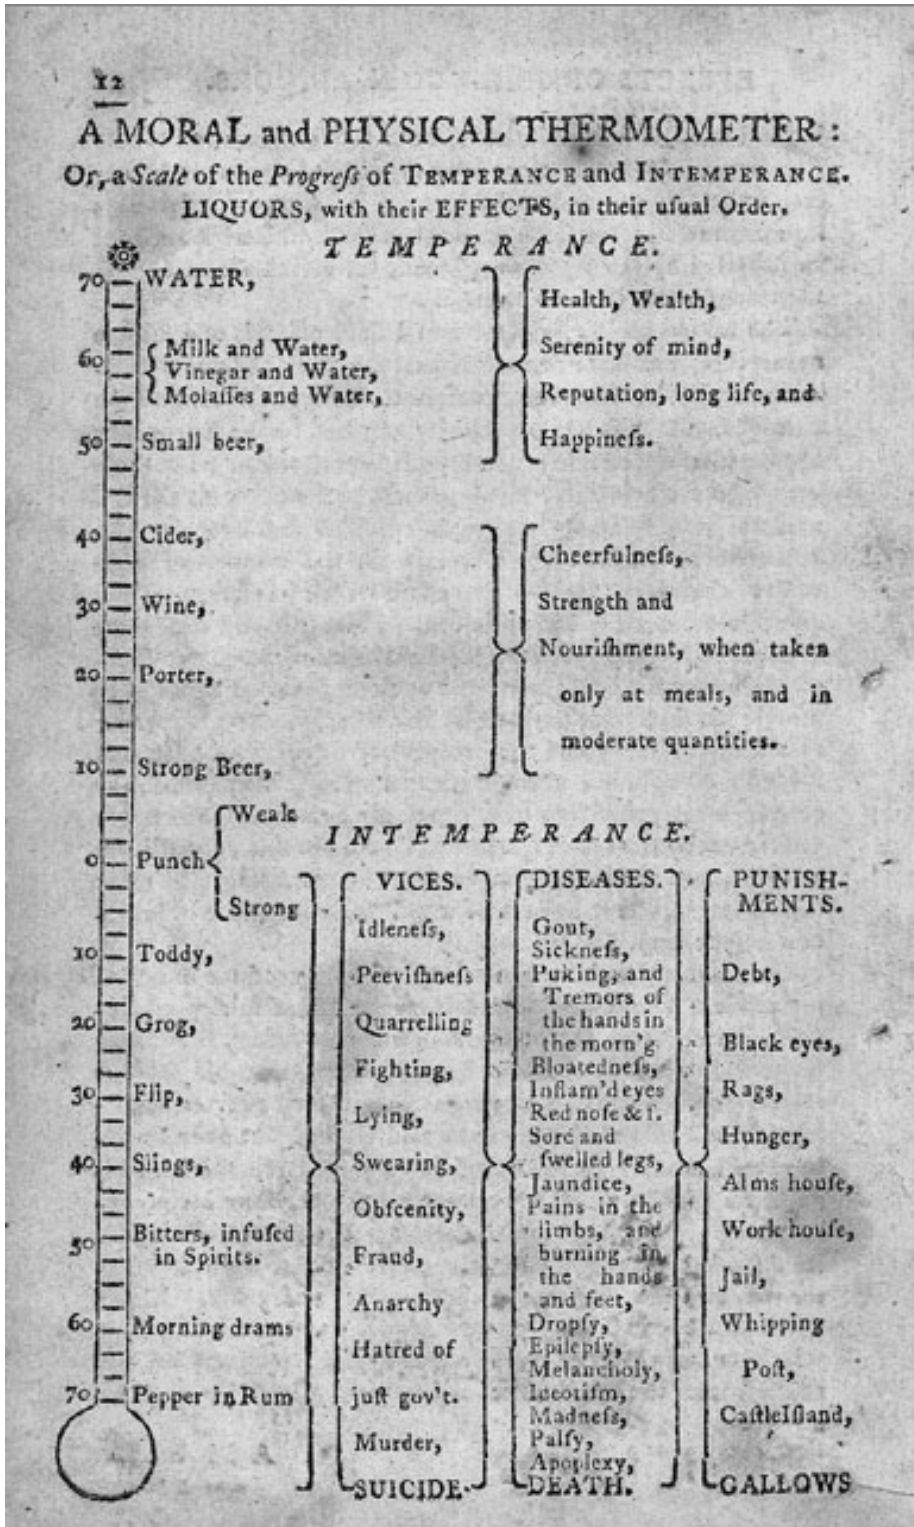 12
A MORAL and PHYSICAL THERMOMETER:
Or, a Scale of the Progreſs of TEMPERANCE and INTEMPERANCE.
LIQUORS, with their EFFECTS, in their uſual Order.
TEMPERANCE.
70 WATER,
Milk and Water,
60 Vinegar and Water,
Molaſſes and Water,
50 Small beer,
Health, Wealth,
Serenity of mind,
Reputation, long life, and
Happineſs.
40 Cider,
30 Wine,
20 Porter,
10 Strong Beer,
Cheerfulneſs,
Strength and
Nouriſhment, when taken
only at meals, and in
moderate quantities.
Weak
0 Punch
Strong
10 Toddy,
20 Grog,
30 Flip,
40 Slings,
50 Bitters, infuſed
in Spirits.
60 Morning drams
70 Pepper in Rum
INTEMPERANCE.
VICES.
Idleneſs,
Peeviſhneſs
Quarrelling
Fighting,
Lying,
Swearing,
Obſcenity,
Fraud,
Anarchy
Hatred of
juſt gov't.
Murder,
SUICIDE.
DISEASES.
Gout,
Sickneſs,
Puking, and
Tremors of
the hands in
the morn'g
Bloatedneſs,
Inflam'd eyes
Red noſe & f.
Sore and
ſwelled legs,
Jaundice,
Pains in the
limbs, and
burning in
the hands
and feet,
Dropſy,
Epilepſy,
Melancholy,
Madneſs,
Palſy,
Apoplexy,
DEATH.
PUNISH-
MENTS.
Debt,
Black eyes,
Rags,
Hunger,
Alms houſe,
Work houſe,
Jail,
Whipping
Poſt,
Caſtle Iſland,
GALLOWS